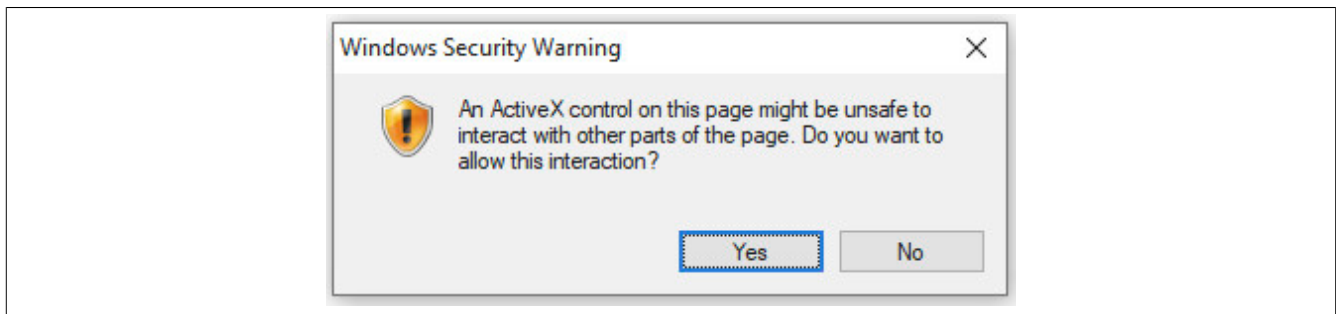 Windows Security Warning
An ActiveX control on this page might be unsafe to
interact with other parts of the page. Do you want to
allow this interaction?
Yes No